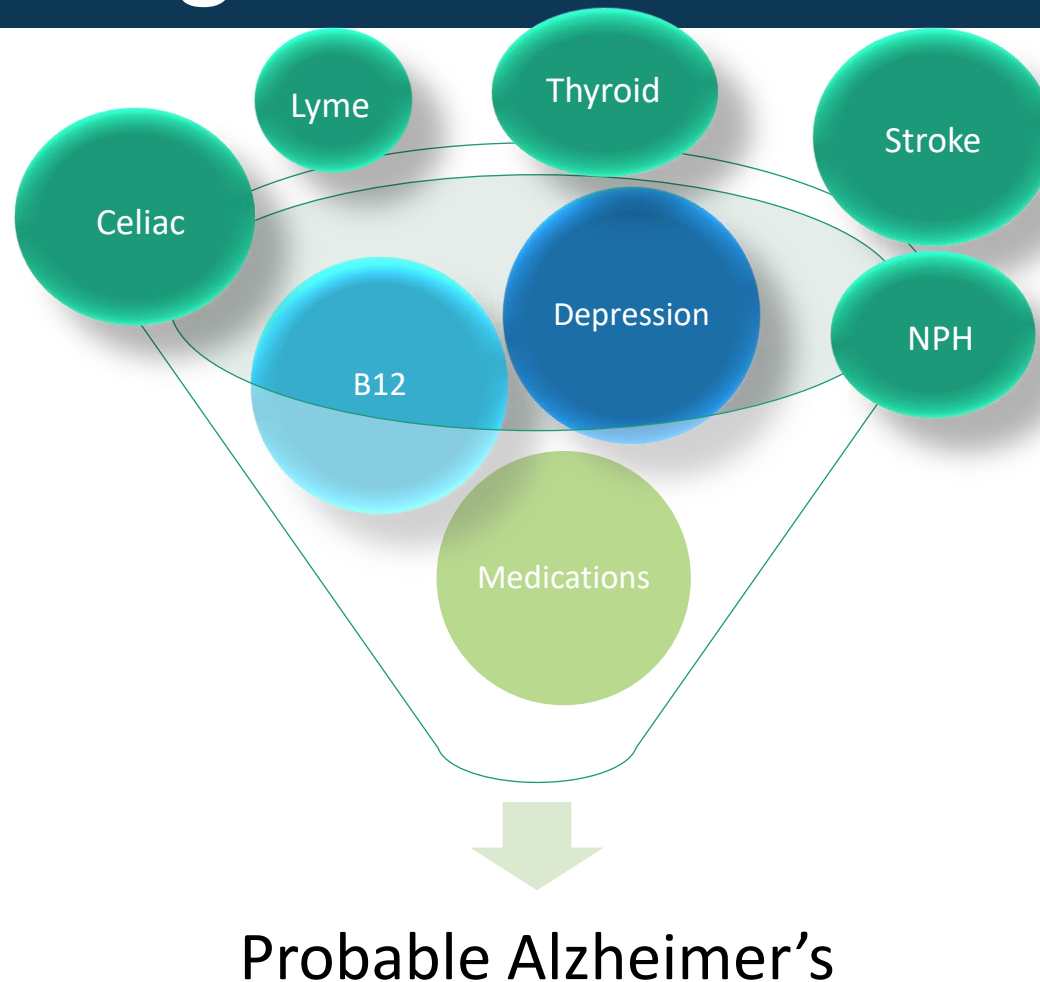 Lyme
Thyroid
Stroke
Celiac
Depression
NPH
B12
Medications
Probable Alzheimer’s